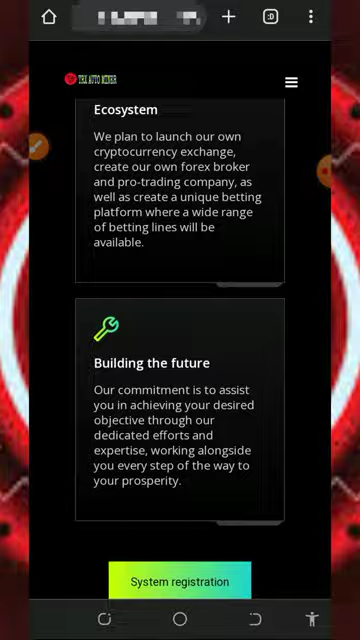 :D
TRX AUTO MINER
Ecosystem
We plan to launch our own
cryptocurrency exchange,
create our own forex broker
and pro-trading company, as
well as create a unique betting
platform where a wide range
of betting lines will be
available.
Building the future
Our commitment is to assist
you in achieving your desired
objective through our
dedicated efforts and
expertise, working alongside
you every step of the way to
your prosperity.
System registration